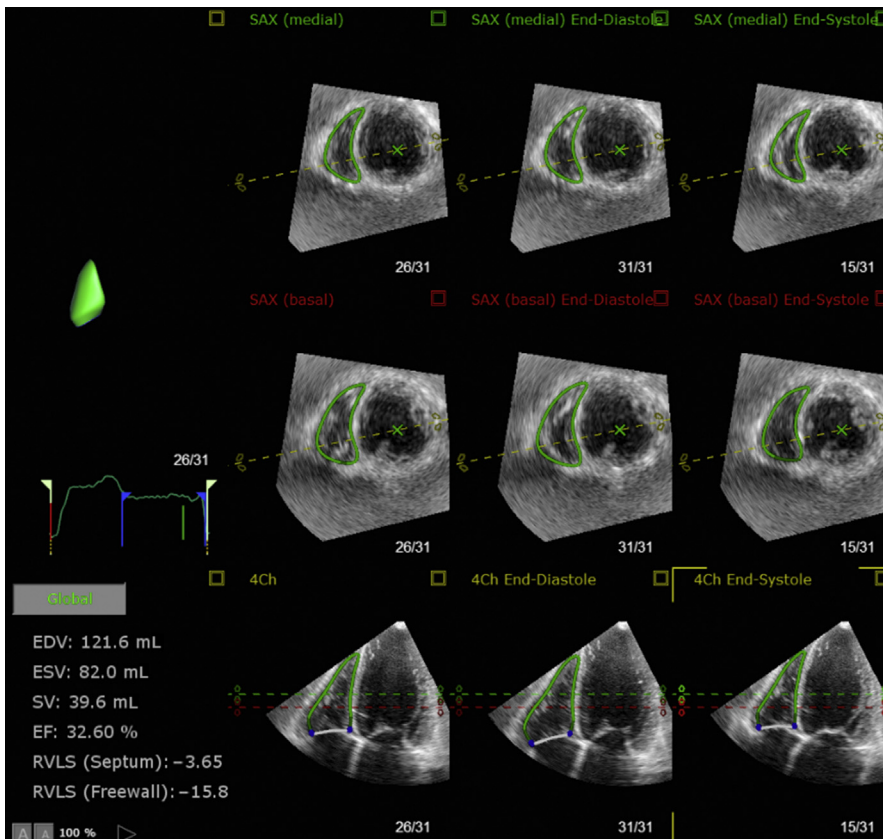 SAX (medial)
SAX (medial) End-Diastole
SAX (medial) End-Systole
26/31
31/31
15/31
SAX (basal)
SAX (basal) End-Diastole
SAX (basal) End-Systole
26/31
26/31
31/31
15/31
4Ch
4Ch End-Diastole
4Ch End-Systole
Global
EDV: 121.6 mL
ESV: 82.0 mL
SV: 39.6 mL
EF: 32.60 %
RVLS (Septum): −3.65
RVLS (Freewall): −15.8
A A 100 %
26/31
31/31
15/31